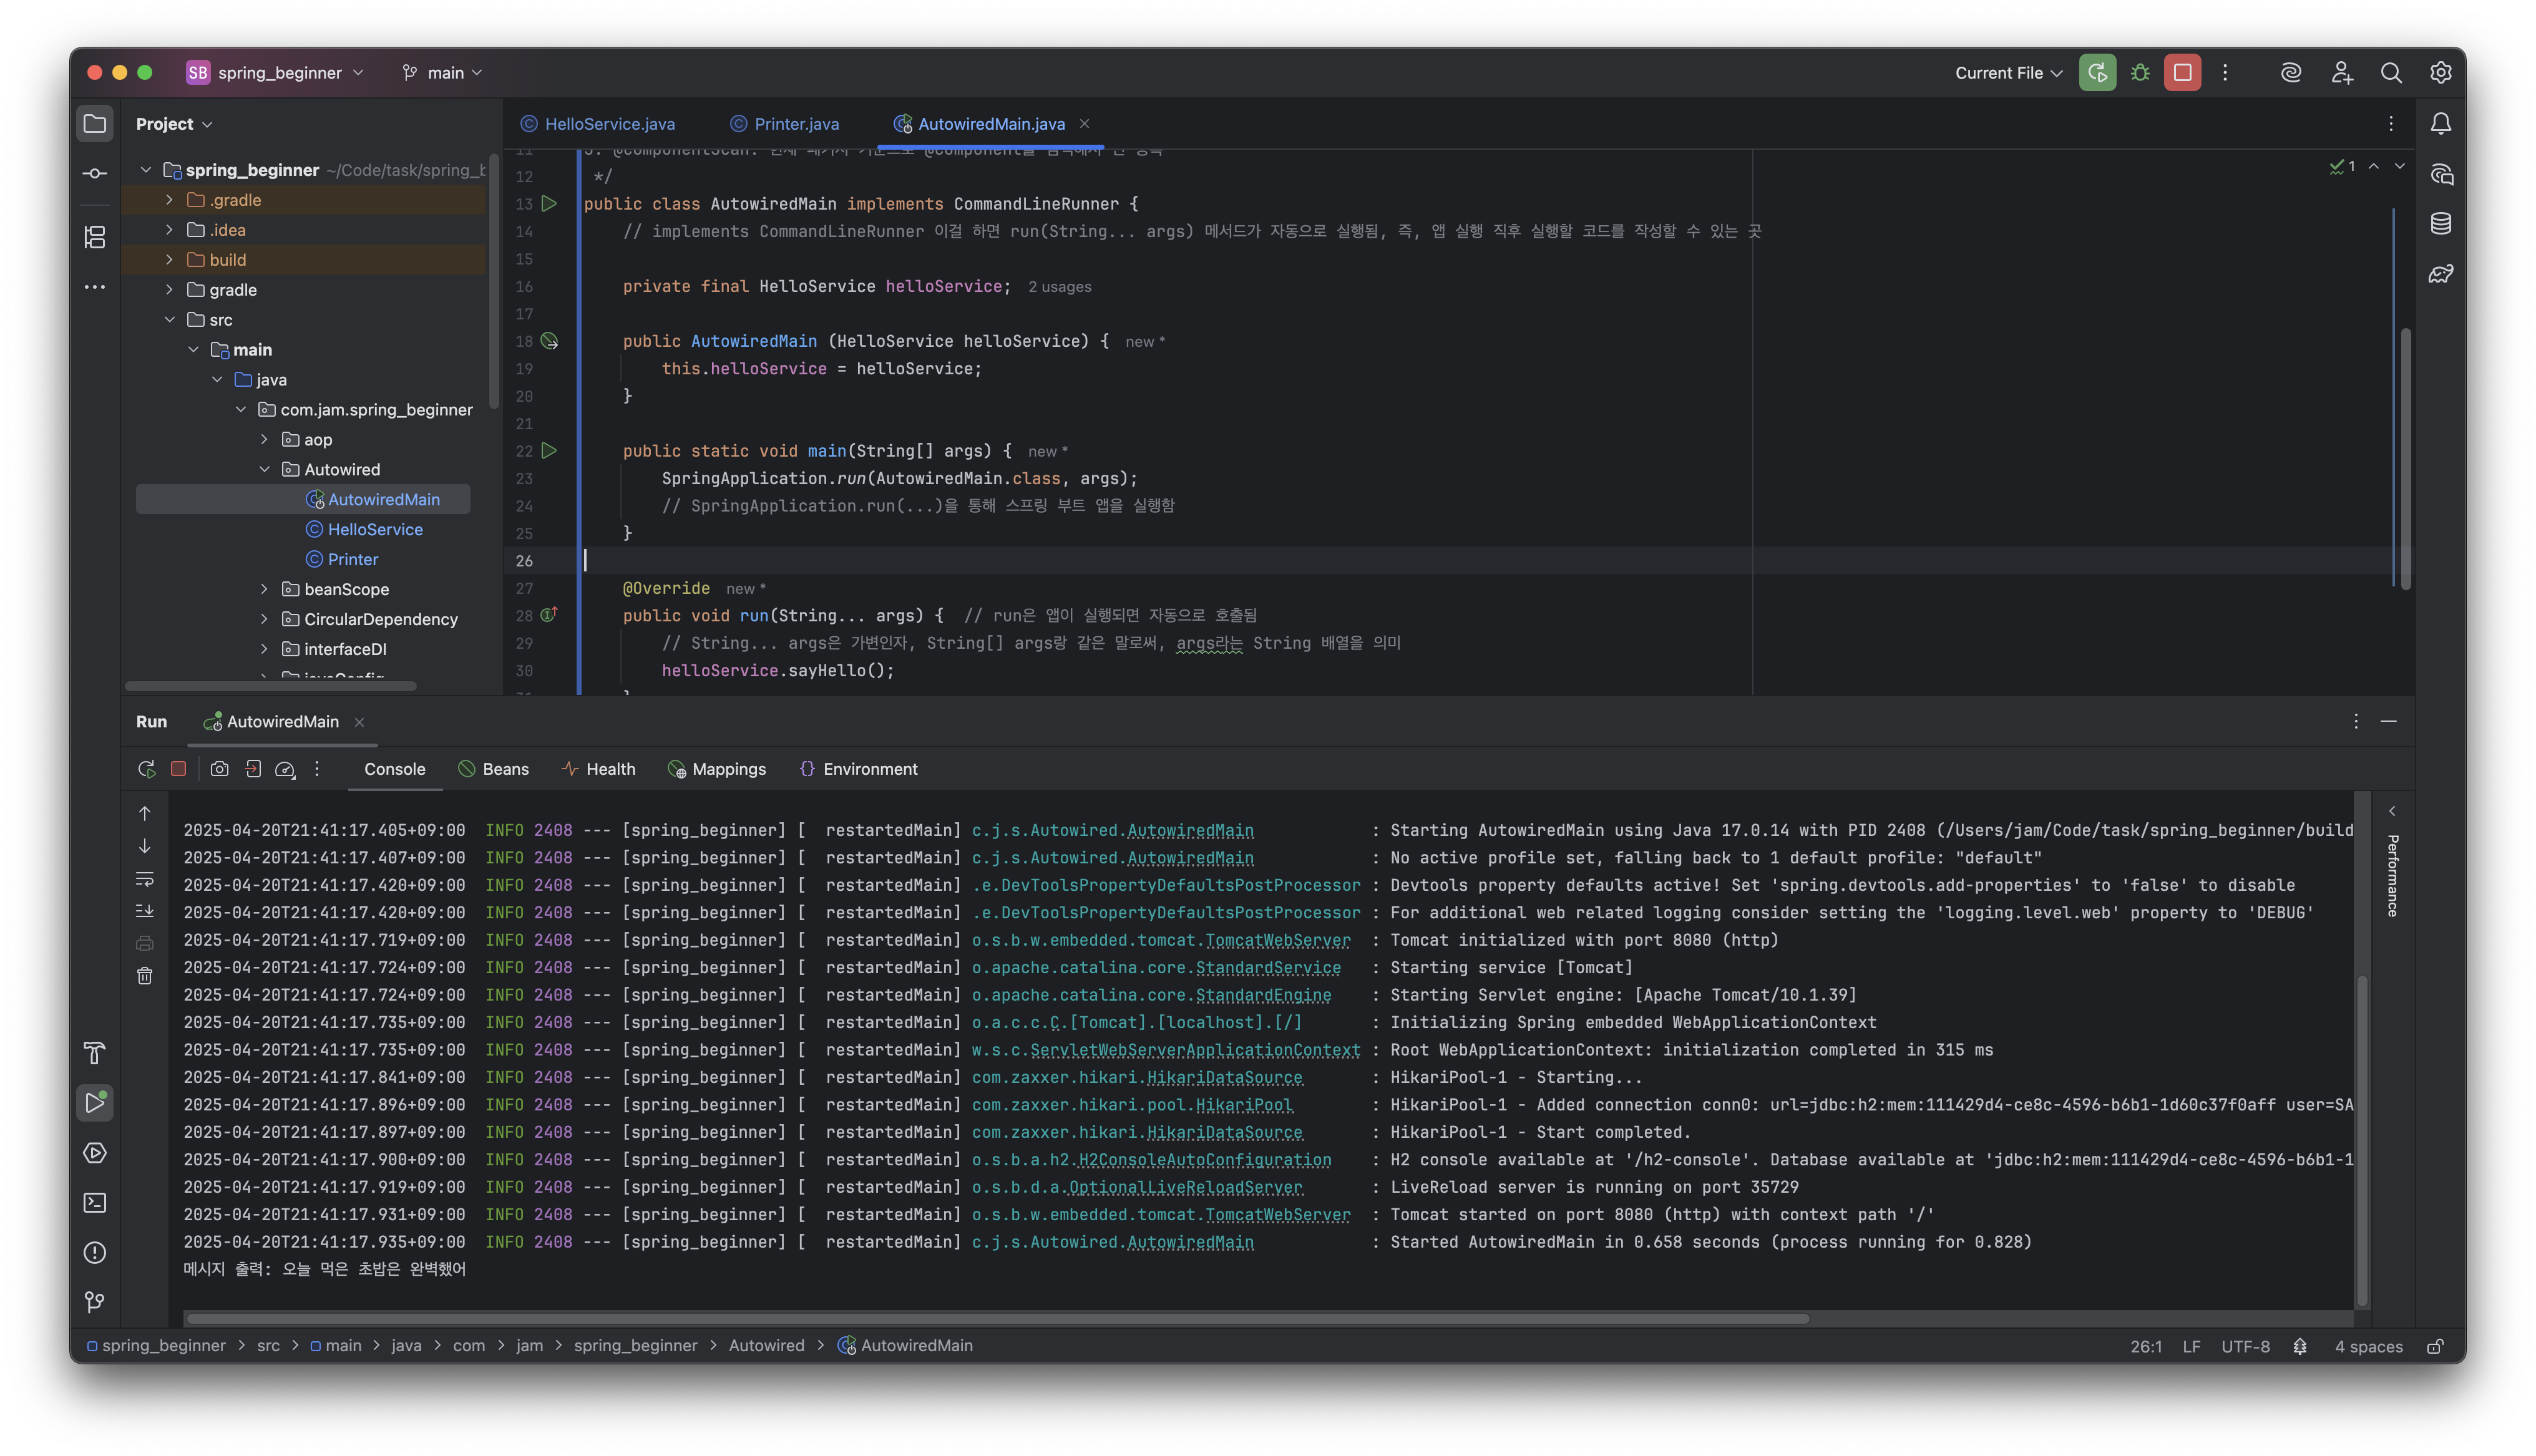 SB spring_beginner main Current File
Project
spring_beginner ~/Code/task/spring_b
.gradle
.idea
build
gradle
src
main
java
com.jam.spring_beginner
aop
Autowired
AutowiredMain
HelloService
Printer
beanScope
CircularDependency
interfaceDI
HelloService.java Printer.java AutowiredMain.java
1
12 */
13 public class AutowiredMain implements CommandLineRunner {
14 // implements CommandLineRunner 이걸 하면 run(String... args) 메서드가 자동으로 실행됨, 즉, 앱 실행 직후 실행할 코드를 작성할 수 있는 곳
15
16 private final HelloService helloService; 2 usages
17
18 public AutowiredMain (HelloService helloService) { new *
19 this.helloService = helloService;
20 }
21
22 public static void main(String[] args) { new *
23 SpringApplication.run(AutowiredMain.class, args);
24 // SpringApplication.run(...)을 통해 스프링 부트 앱을 실행함
25 }
26
27 @Override new *
28 public void run(String... args) { // run은 앱이 실행되면 자동으로 호출됨
29 // String... args은 가변인자, String[] args랑 같은 말로써, args라는 String 배열을 의미
30 helloService.sayHello();
Run AutowiredMain
Console Beans Health Mappings Environment
2025-04-20T21:41:17.405+09:00 INFO 2408 --- [spring_beginner] [ restartedMain] c.j.s.Autowired.AutowiredMain : Starting AutowiredMain using Java 17.0.14 with PID 2408 (/Users/jam/Code/task/spring_beginner/build
2025-04-20T21:41:17.407+09:00 INFO 2408 --- [spring_beginner] [ restartedMain] c.j.s.Autowired.AutowiredMain : No active profile set, falling back to 1 default profile: "default"
2025-04-20T21:41:17.420+09:00 INFO 2408 --- [spring_beginner] [ restartedMain] .e.DevToolsPropertyDefaultsPostProcessor : Devtools property defaults active! Set 'spring.devtools.add-properties' to 'false' to disable
2025-04-20T21:41:17.420+09:00 INFO 2408 --- [spring_beginner] [ restartedMain] .e.DevToolsPropertyDefaultsPostProcessor : For additional web related logging consider setting the 'logging.level.web' property to 'DEBUG'
2025-04-20T21:41:17.719+09:00 INFO 2408 --- [spring_beginner] [ restartedMain] o.s.b.w.embedded.tomcat.TomcatWebServer : Tomcat initialized with port 8080 (http)
2025-04-20T21:41:17.724+09:00 INFO 2408 --- [spring_beginner] [ restartedMain] o.apache.catalina.core.StandardService : Starting service [Tomcat]
2025-04-20T21:41:17.724+09:00 INFO 2408 --- [spring_beginner] [ restartedMain] o.apache.catalina.core.StandardEngine : Starting Servlet engine: [Apache Tomcat/10.1.39]
2025-04-20T21:41:17.735+09:00 INFO 2408 --- [spring_beginner] [ restartedMain] o.a.c.c.C.[Tomcat].[localhost].[/] : Initializing Spring embedded WebApplicationContext
2025-04-20T21:41:17.735+09:00 INFO 2408 --- [spring_beginner] [ restartedMain] w.s.c.ServletWebServerApplicationContext : Root WebApplicationContext: initialization completed in 315 ms
2025-04-20T21:41:17.841+09:00 INFO 2408 --- [spring_beginner] [ restartedMain] com.zaxxer.hikari.HikariDataSource : HikariPool-1 - Starting...
2025-04-20T21:41:17.896+09:00 INFO 2408 --- [spring_beginner] [ restartedMain] com.zaxxer.hikari.pool.HikariPool : HikariPool-1 - Added connection conn0: url=jdbc:h2:mem:111429d4-ce8c-4596-b6b1-1d60c37f0aff user=SA
2025-04-20T21:41:17.897+09:00 INFO 2408 --- [spring_beginner] [ restartedMain] com.zaxxer.hikari.HikariDataSource : HikariPool-1 - Start completed.
2025-04-20T21:41:17.900+09:00 INFO 2408 --- [spring_beginner] [ restartedMain] o.s.b.a.h2.H2ConsoleAutoConfiguration : H2 console available at '/h2-console'. Database available at 'jdbc:h2:mem:111429d4-ce8c-4596-b6b1-1
2025-04-20T21:41:17.919+09:00 INFO 2408 --- [spring_beginner] [ restartedMain] o.s.b.d.a.OptionalLiveReloadServer : LiveReload server is running on port 35729
2025-04-20T21:41:17.931+09:00 INFO 2408 --- [spring_beginner] [ restartedMain] o.s.b.w.embedded.tomcat.TomcatWebServer : Tomcat started on port 8080 (http) with context path '/'
2025-04-20T21:41:17.935+09:00 INFO 2408 --- [spring_beginner] [ restartedMain] c.j.s.Autowired.AutowiredMain : Started AutowiredMain in 0.658 seconds (process running for 0.828)
메시지 출력: 오늘 먹은 초밥은 완벽했어
Performance
spring_beginner > src > main > java > com > jam > spring_beginner > Autowired > AutowiredMain 26:1 LF UTF-8 4 spaces